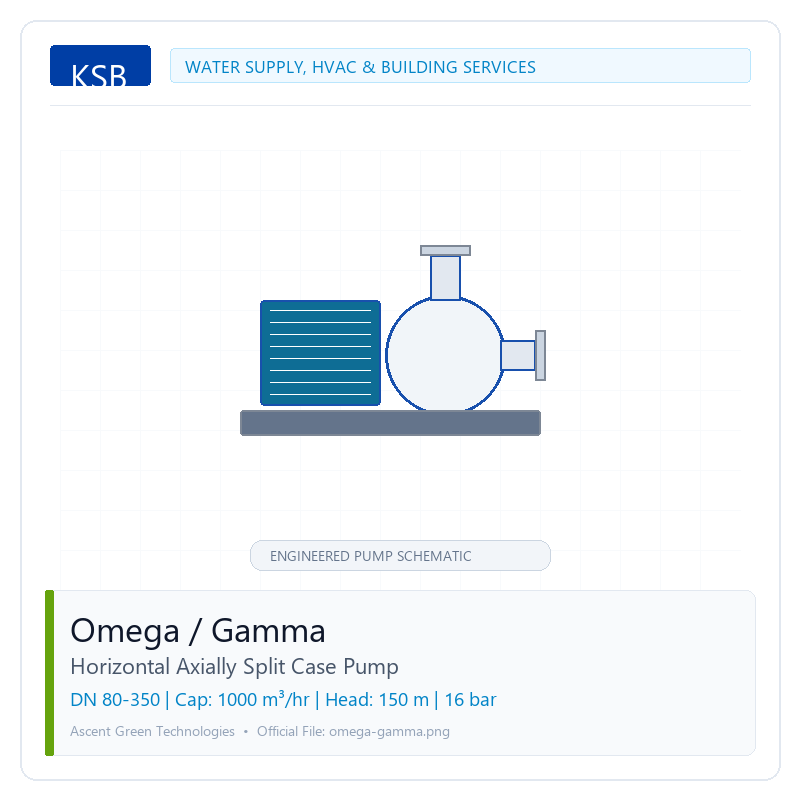 KSB
WATER SUPPLY, HVAC & BUILDING SERVICES
ENGINEERED PUMP SCHEMATIC
Omega / Gamma
Horizontal Axially Split Case Pump
DN 80-350 | Cap: 1000 m³/hr | Head: 150 m | 16 bar
Ascent Green Technologies • Official File: omega-gamma.png